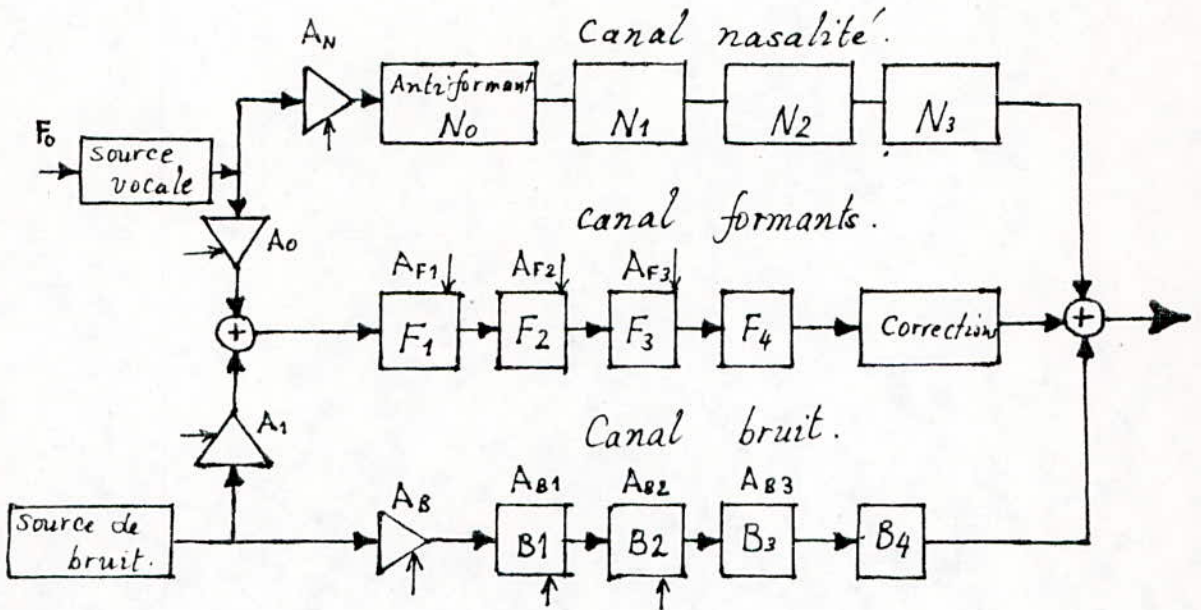 Canal nasalité.
AN
Antiformant
N0
N1
N2
N3
F0
Source
vocale
A0
Canal formants.
AF1
AF2
AF3
+
F1
F2
F3
F4
Correction
+
A1
Canal bruit.
AB
AB1
AB2
AB3
Source de
bruit.
B1
B2
B3
B4